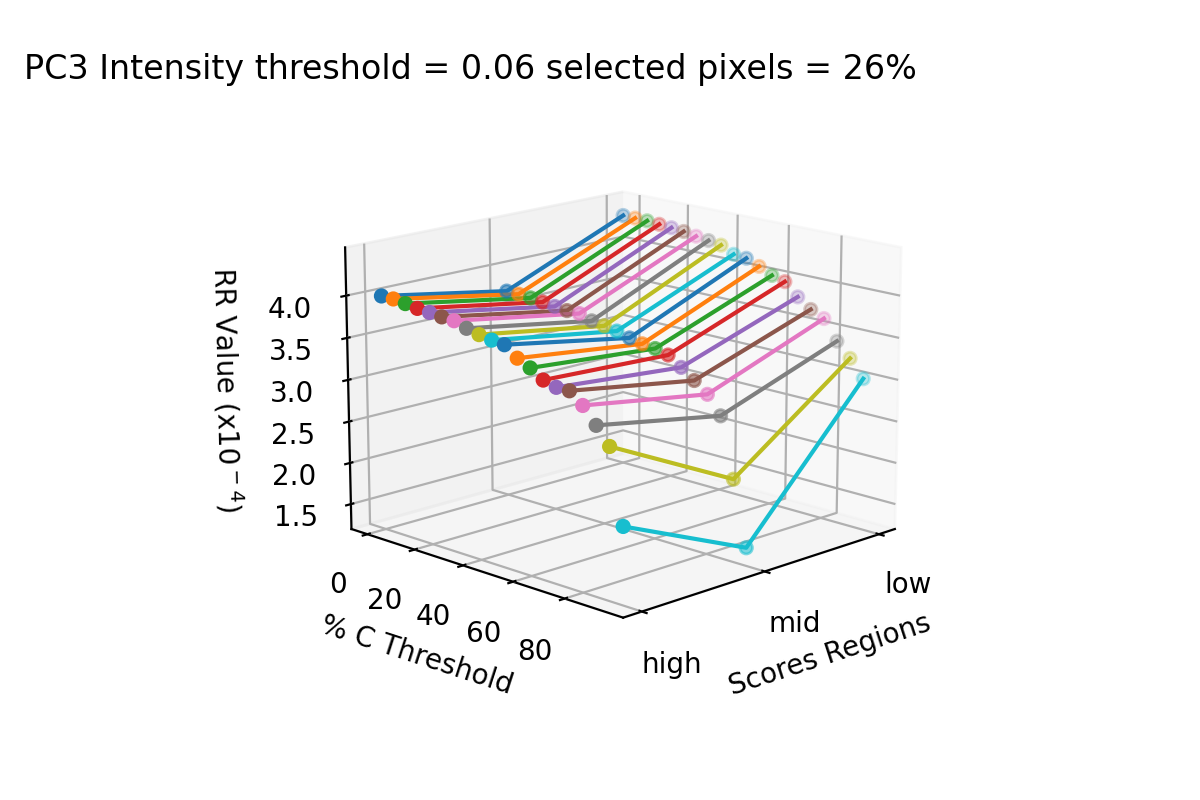 PC3 Intensity threshold = 0.06 selected pixels = 26%
RR Value (x10⁻⁴)
4.0
3.5
3.0
2.5
2.0
1.5
0
20
40
60
80
% C Threshold
high
mid
low
Scores Regions